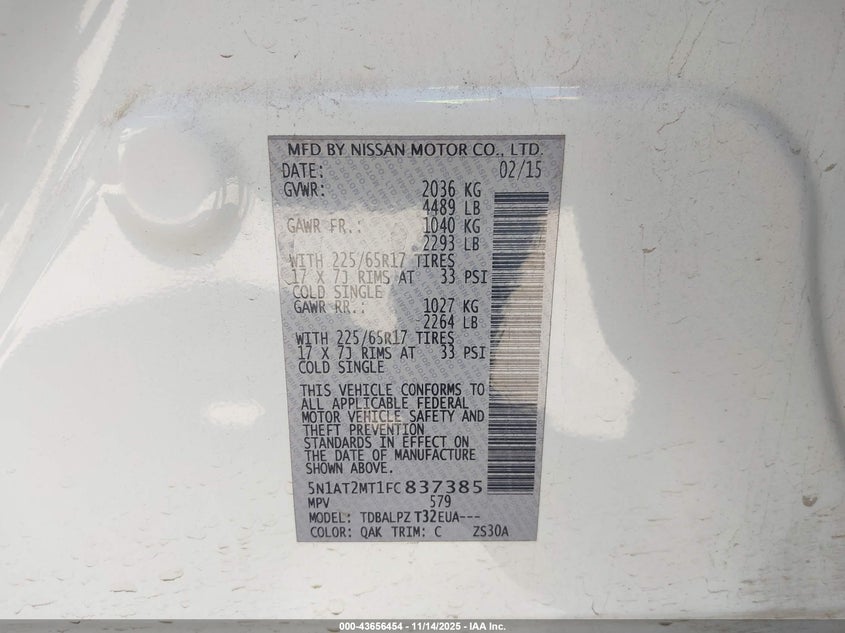 MFD BY NISSAN MOTOR CO., LTD.
DATE: 02/15
GVWR: 2036 KG
4489 LB
GAWR FR.: 1040 KG
2293 LB
WITH 225/65R17 TIRES
17 X 7J RIMS AT 33 PSI
COLD SINGLE
GAWR RR.: 1027 KG
2264 LB
WITH 225/65R17 TIRES
17 X 7J RIMS AT 33 PSI
COLD SINGLE
THIS VEHICLE CONFORMS TO
ALL APPLICABLE FEDERAL
MOTOR VEHICLE SAFETY AND
THEFT PREVENTION
STANDARDS IN EFFECT ON
THE DATE OF MANUFACTURE
SHOWN ABOVE.
5N1AT2MT1FC837385
MPV 579
MODEL: TDBALPZ T32EUA---
COLOR: QAK TRIM: C ZS30A
000-43656454 - 11/14/2025 - IAA Inc.